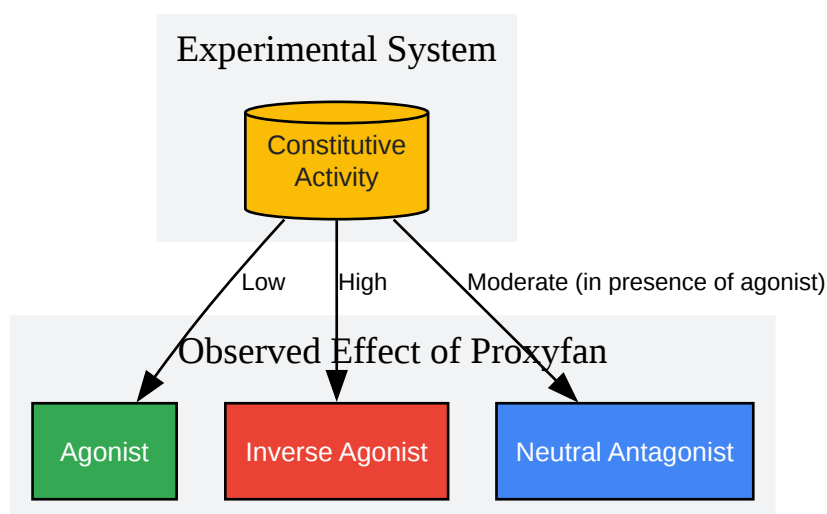 Experimental System
Constitutive
Activity
Low
High
Moderate (in presence of agonist)
Observed Effect of Proxyfan
Agonist
Inverse Agonist
Neutral Antagonist